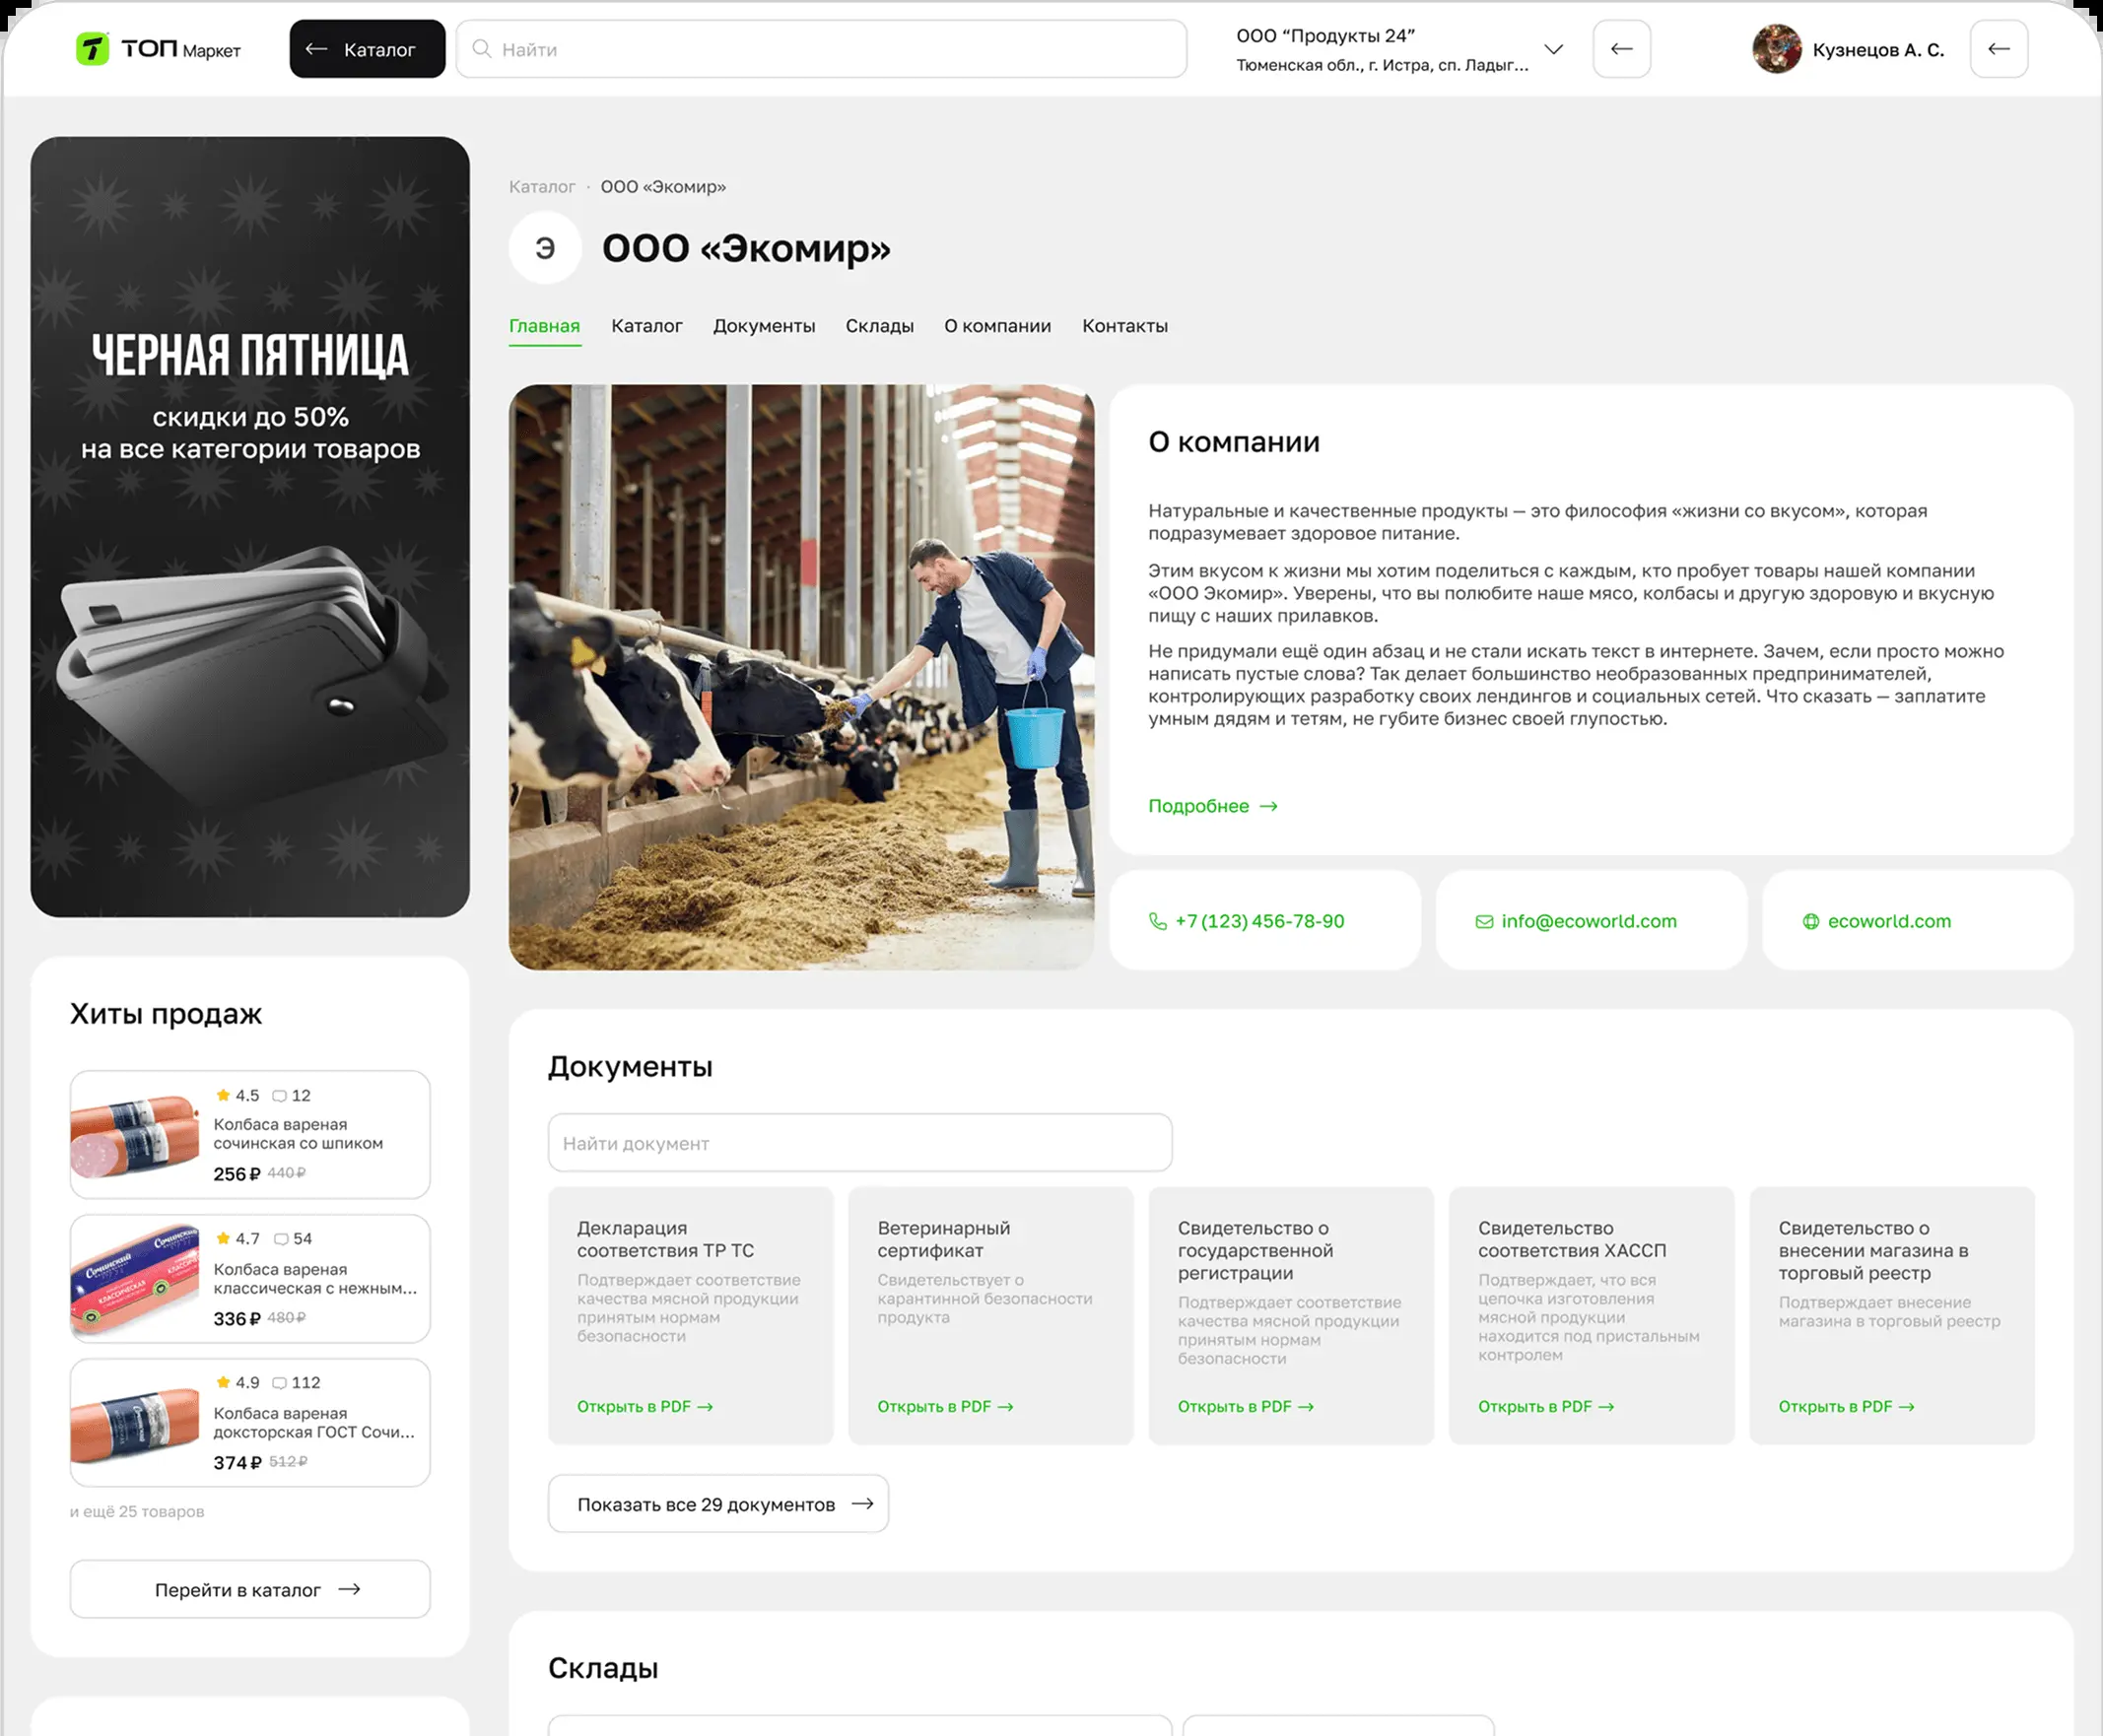 ТОП Маркет
Каталог
Найти
ООО “Продукты 24”
Тюменская обл., г. Истра, сп. Ладыг...
Кузнецов А. С.
ЧЕРНАЯ ПЯТНИЦА
скидки до 50%
на все категории товаров
Каталог · ООО «Экомир»
Э
ООО «Экомир»
Главная
Каталог
Документы
Склады
О компании
Контакты
О компании
Натуральные и качественные продукты — это философия «жизни со вкусом», которая
подразумевает здоровое питание.
Этим вкусом к жизни мы хотим поделиться с каждым, кто пробует товары нашей компании
«ООО Экомир». Уверены, что вы полюбите наше мясо, колбасы и другую здоровую и вкусную
пищу с наших прилавков.
Не придумали ещё один абзац и не стали искать текст в интернете. Зачем, если просто можно
написать пустые слова? Так делает большинство необразованных предпринимателей,
контролирующих разработку своих лендингов и социальных сетей. Что сказать — заплатите
умным дядям и тетям, не губите бизнес своей глупостью.
Подробнее →
+7 (123) 456-78-90
info@ecoworld.com
ecoworld.com
Хиты продаж
4.5 12
Колбаса вареная
сочинская со шпиком
256 ₽ 440 ₽
4.7 54
Колбаса вареная
классическая с нежным...
336 ₽ 480 ₽
4.9 112
Колбаса вареная
доксторская ГОСТ Сочи...
374 ₽ 512 ₽
и ещё 25 товаров
Перейти в каталог →
Документы
Найти документ
Декларация
соответствия ТР ТС
Подтверждает соответствие
качества мясной продукции
принятым нормам
безопасности
Открыть в PDF →
Ветеринарный
сертификат
Свидетельствует о
карантинной безопасности
продукта
Открыть в PDF →
Свидетельство о
государственной
регистрации
Подтверждает соответствие
качества мясной продукции
принятым нормам
безопасности
Открыть в PDF →
Свидетельство
соответствия ХАССП
Подтверждает, что вся
цепочка изготовления
мясной продукции
находится под пристальным
контролем
Открыть в PDF →
Свидетельство о
внесении магазина в
торговый реестр
Подтверждает внесение
магазина в торговый реестр
Открыть в PDF →
Показать все 29 документов →
Склады